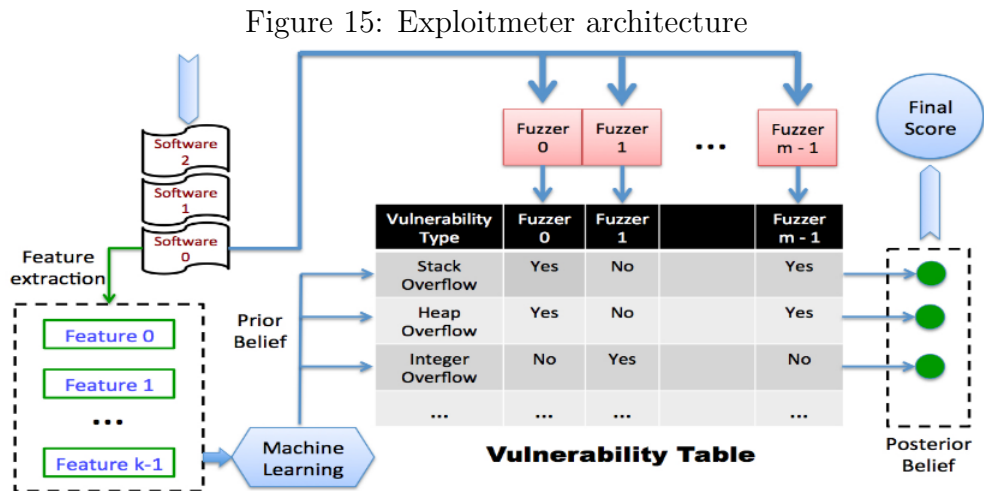 Figure 15: Exploitmeter architecture
Software
2
Software
1
Software
0
Feature
extraction
Feature 0
Feature 1
...
Feature k-1
Machine
Learning
Prior
Belief
Fuzzer
0
Fuzzer
1
...
Fuzzer
m - 1
Vulnerability Type Fuzzer 0 Fuzzer 1 Fuzzer m - 1
Stack Overflow Yes No Yes
Heap Overflow Yes No Yes
Integer Overflow No Yes No
... ... ... ...
Vulnerability Table
Final
Score
Posterior
Belief